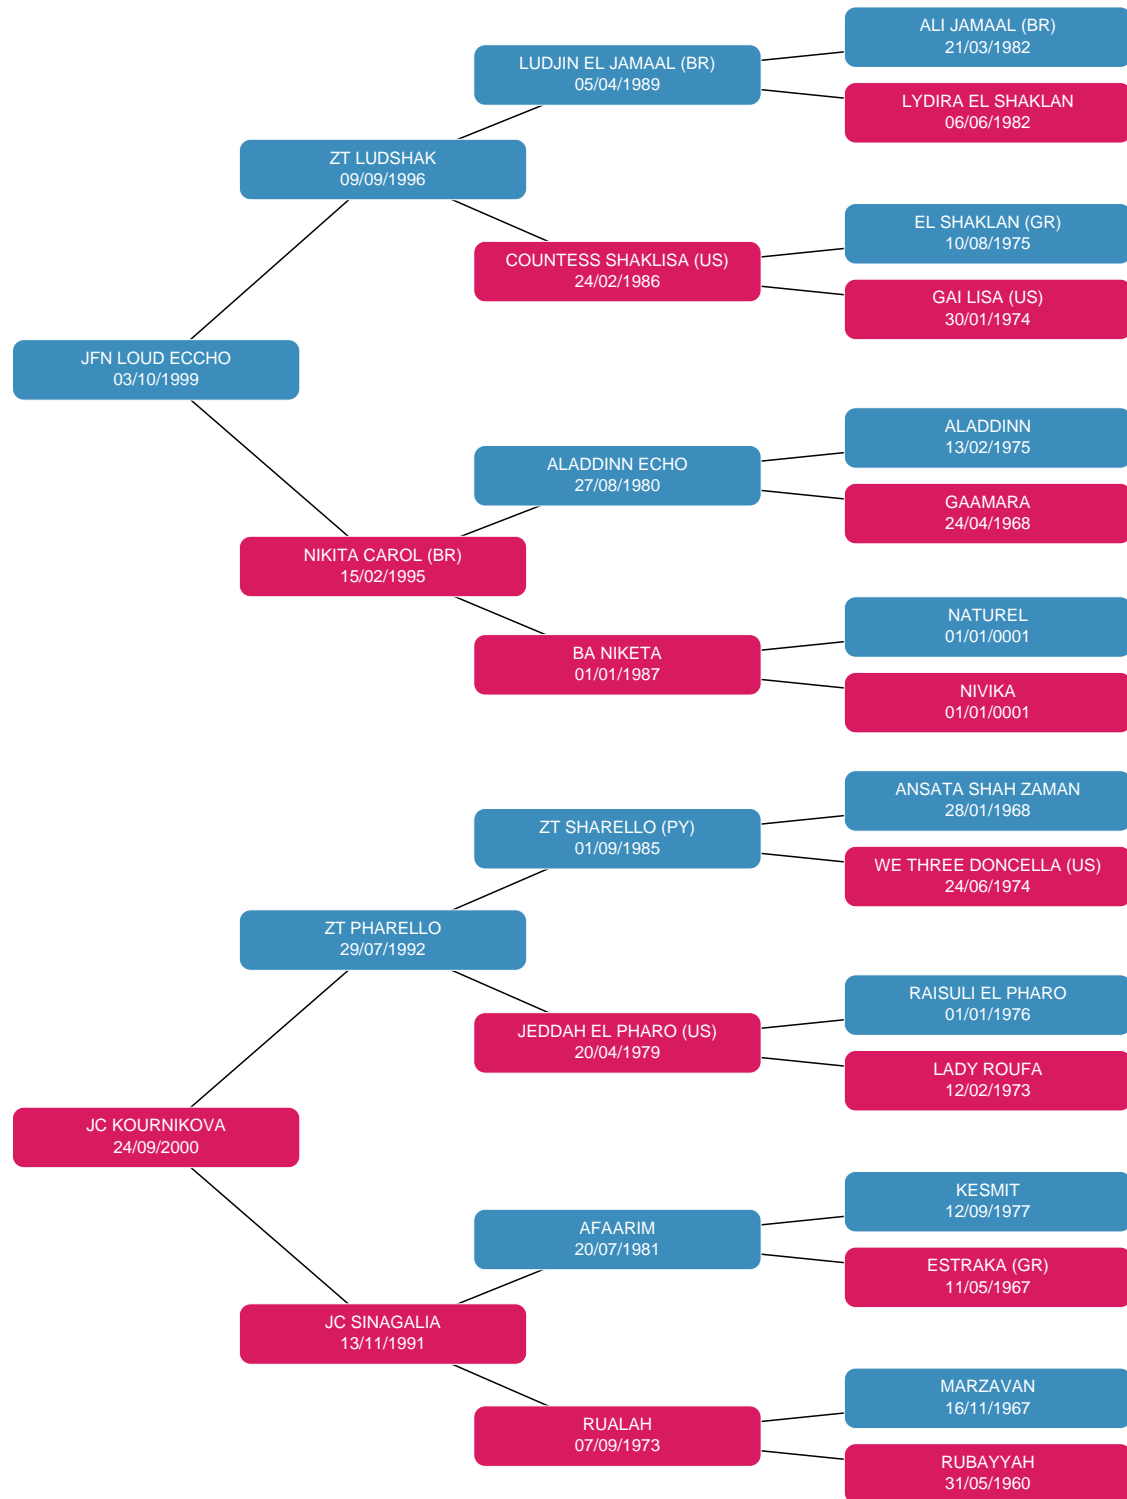 ALI JAMAAL (BR)
21/03/1982
LUDJIN EL JAMAAL (BR)
05/04/1989
LYDIRA EL SHAKLAN
06/06/1982
ZT LUDSHAK
09/09/1996
EL SHAKLAN (GR)
10/08/1975
COUNTESS SHAKLISA (US)
24/02/1986
GAI LISA (US)
30/01/1974
JFN LOUD ECCHO
03/10/1999
ALADDINN
13/02/1975
ALADDINN ECHO
27/08/1980
GAAMARA
24/04/1968
NIKITA CAROL (BR)
15/02/1995
NATUREL
01/01/0001
BA NIKETA
01/01/1987
NIVIKA
01/01/0001
ANSATA SHAH ZAMAN
28/01/1968
ZT SHARELLO (PY)
01/09/1985
WE THREE DONCELLA (US)
24/06/1974
ZT PHARELLO
29/07/1992
RAISULI EL PHARO
01/01/1976
JEDDAH EL PHARO (US)
20/04/1979
LADY ROUFA
12/02/1973
JC KOURNIKOVA
24/09/2000
KESMIT
12/09/1977
AFAARIM
20/07/1981
ESTRAKA (GR)
11/05/1967
JC SINAGALIA
13/11/1991
MARZAVAN
16/11/1967
RUALAH
07/09/1973
RUBAYYAH
31/05/1960